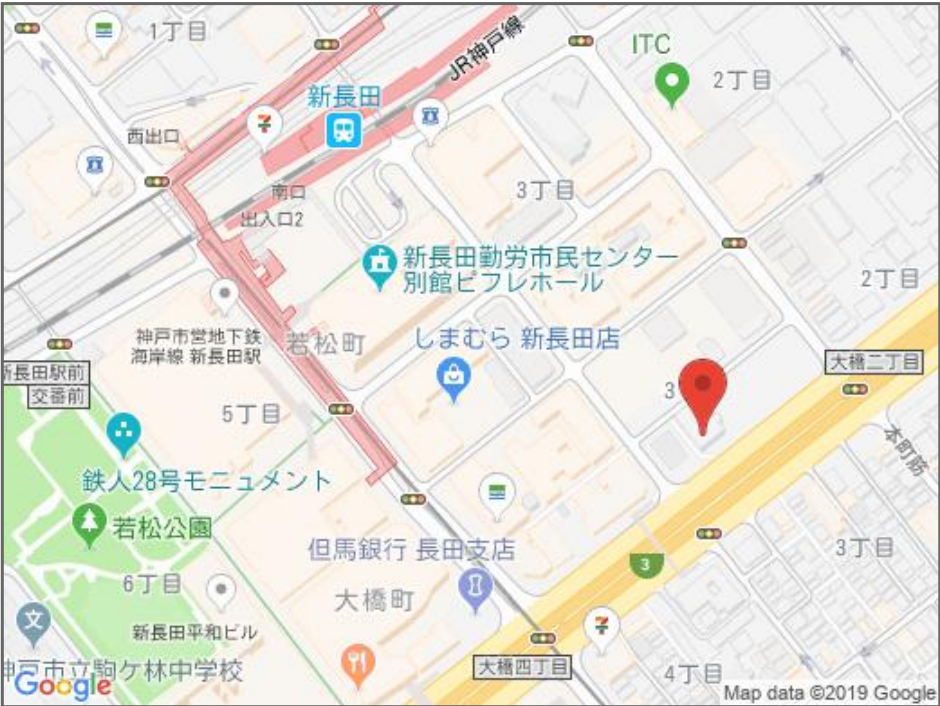 1丁目
ITC
JR神戸線
2丁目
新長田
西出口
南口
3丁目
出入口2
新長田勤労市民センター
別館ピフレホール
2丁目
神戸市営地下鉄
海岸線 新長田駅
若松町
しまむら 新長田店
大橋二丁目
新長田駅前
交番前
3
5丁目
本町筋
鉄人28号モニュメント
若松公園
但馬銀行 長田支店
3
3丁目
6丁目
大橋町
新長田平和ビル
神戸市立駒ケ林中学校
大橋四丁目
4丁目
Google
Map data ©2019 Google